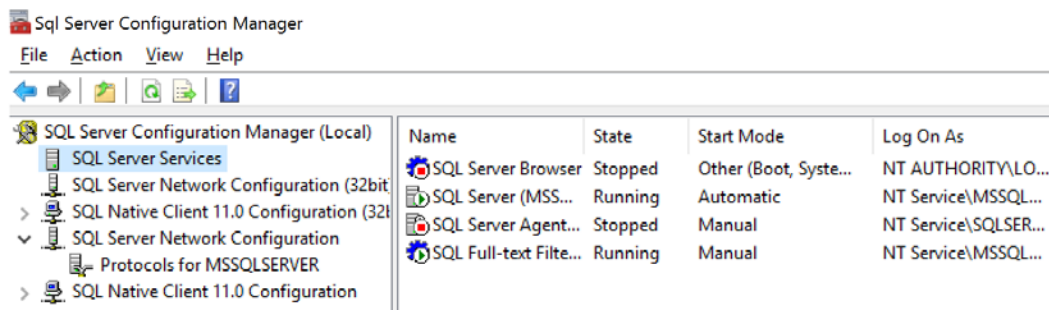 Sql Server Configuration Manager
File Action View Help
SQL Server Configuration Manager (Local)
SQL Server Services
SQL Server Network Configuration (32bit
SQL Native Client 11.0 Configuration (32b
SQL Server Network Configuration
Protocols for MSSQLSERVER
SQL Native Client 11.0 Configuration
Name State Start Mode Log On As
SQL Server Browser Stopped Other (Boot, Syste... NT AUTHORITY\LO...
SQL Server (MSS... Running Automatic NT Service\MSSQL...
SQL Server Agent... Stopped Manual NT Service\SQLSER...
SQL Full-text Filte... Running Manual NT Service\MSSQL...